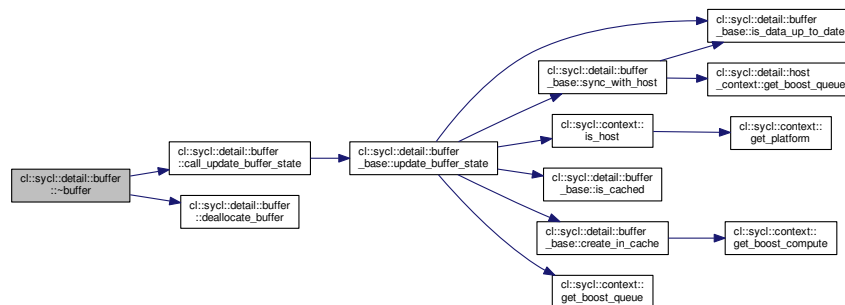 cl::sycl::detail::buffer
::~buffer
cl::sycl::detail::buffer
::call_update_buffer_state
cl::sycl::detail::buffer
::deallocate_buffer
cl::sycl::detail::buffer
_base::update_buffer_state
cl::sycl::detail::buffer
_base::is_data_up_to_date
cl::sycl::detail::buffer
_base::sync_with_host
cl::sycl::detail::host
_context::get_boost_queue
cl::sycl::context::
is_host
cl::sycl::context::
get_platform
cl::sycl::detail::buffer
_base::is_cached
cl::sycl::detail::buffer
_base::create_in_cache
cl::sycl::context::
get_boost_compute
cl::sycl::context::
get_boost_queue